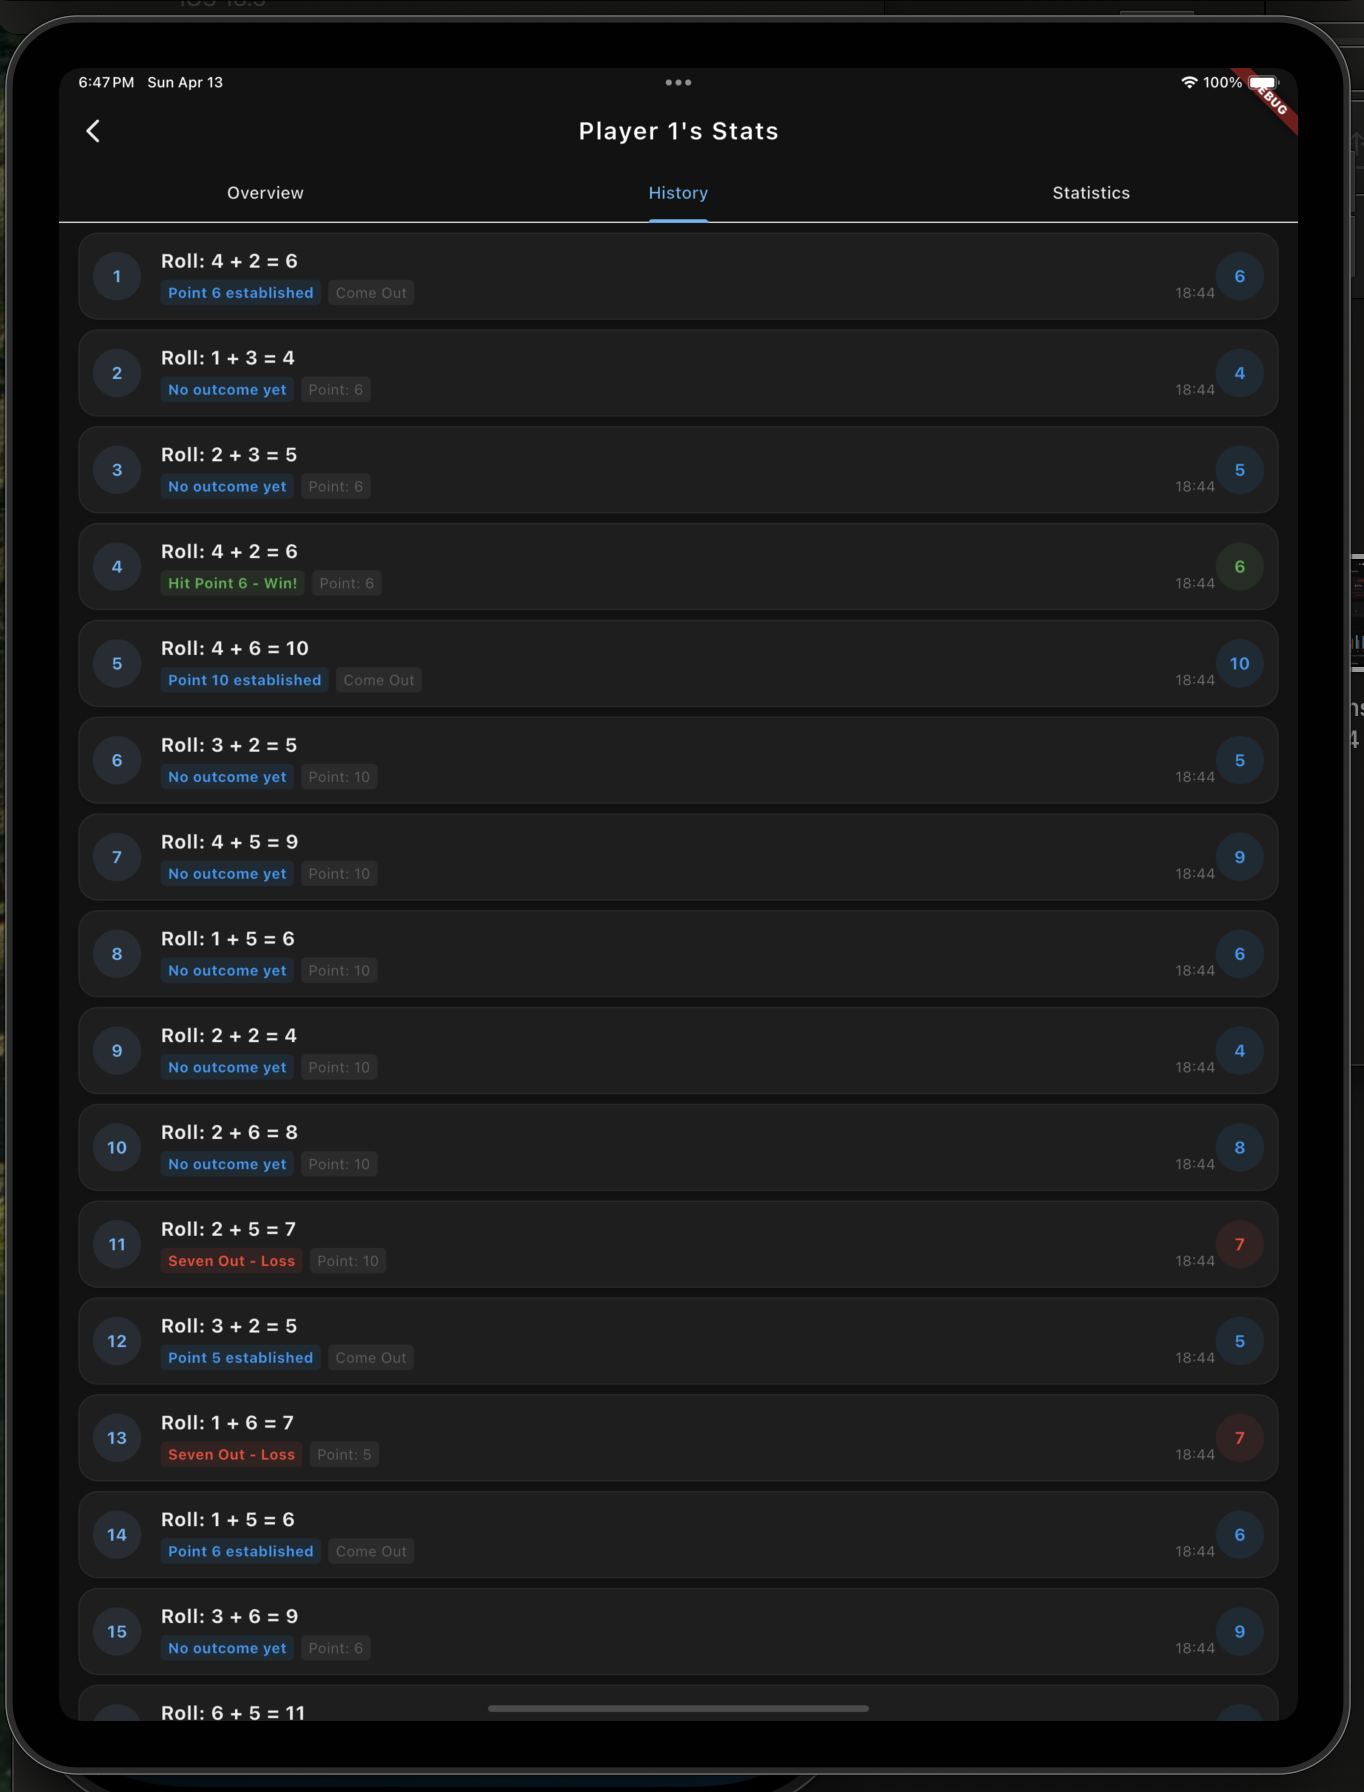 6:47 PM Sun Apr 13
100%
EBUG
Player 1's Stats
Overview
History
Statistics
1
Roll: 4 + 2 = 6
Point 6 established Come Out
18:44
6
2
Roll: 1 + 3 = 4
No outcome yet Point: 6
18:44
4
3
Roll: 2 + 3 = 5
No outcome yet Point: 6
18:44
5
4
Roll: 4 + 2 = 6
Hit Point 6 - Win! Point: 6
18:44
6
5
Roll: 4 + 6 = 10
Point 10 established Come Out
18:44
10
6
Roll: 3 + 2 = 5
No outcome yet Point: 10
18:44
5
7
Roll: 4 + 5 = 9
No outcome yet Point: 10
18:44
9
8
Roll: 1 + 5 = 6
No outcome yet Point: 10
18:44
6
9
Roll: 2 + 2 = 4
No outcome yet Point: 10
18:44
4
10
Roll: 2 + 6 = 8
No outcome yet Point: 10
18:44
8
11
Roll: 2 + 5 = 7
Seven Out - Loss Point: 10
18:44
7
12
Roll: 3 + 2 = 5
Point 5 established Come Out
18:44
5
13
Roll: 1 + 6 = 7
Seven Out - Loss Point: 5
18:44
7
14
Roll: 1 + 5 = 6
Point 6 established Come Out
18:44
6
15
Roll: 3 + 6 = 9
No outcome yet Point: 6
18:44
9
Roll: 6 + 5 = 11